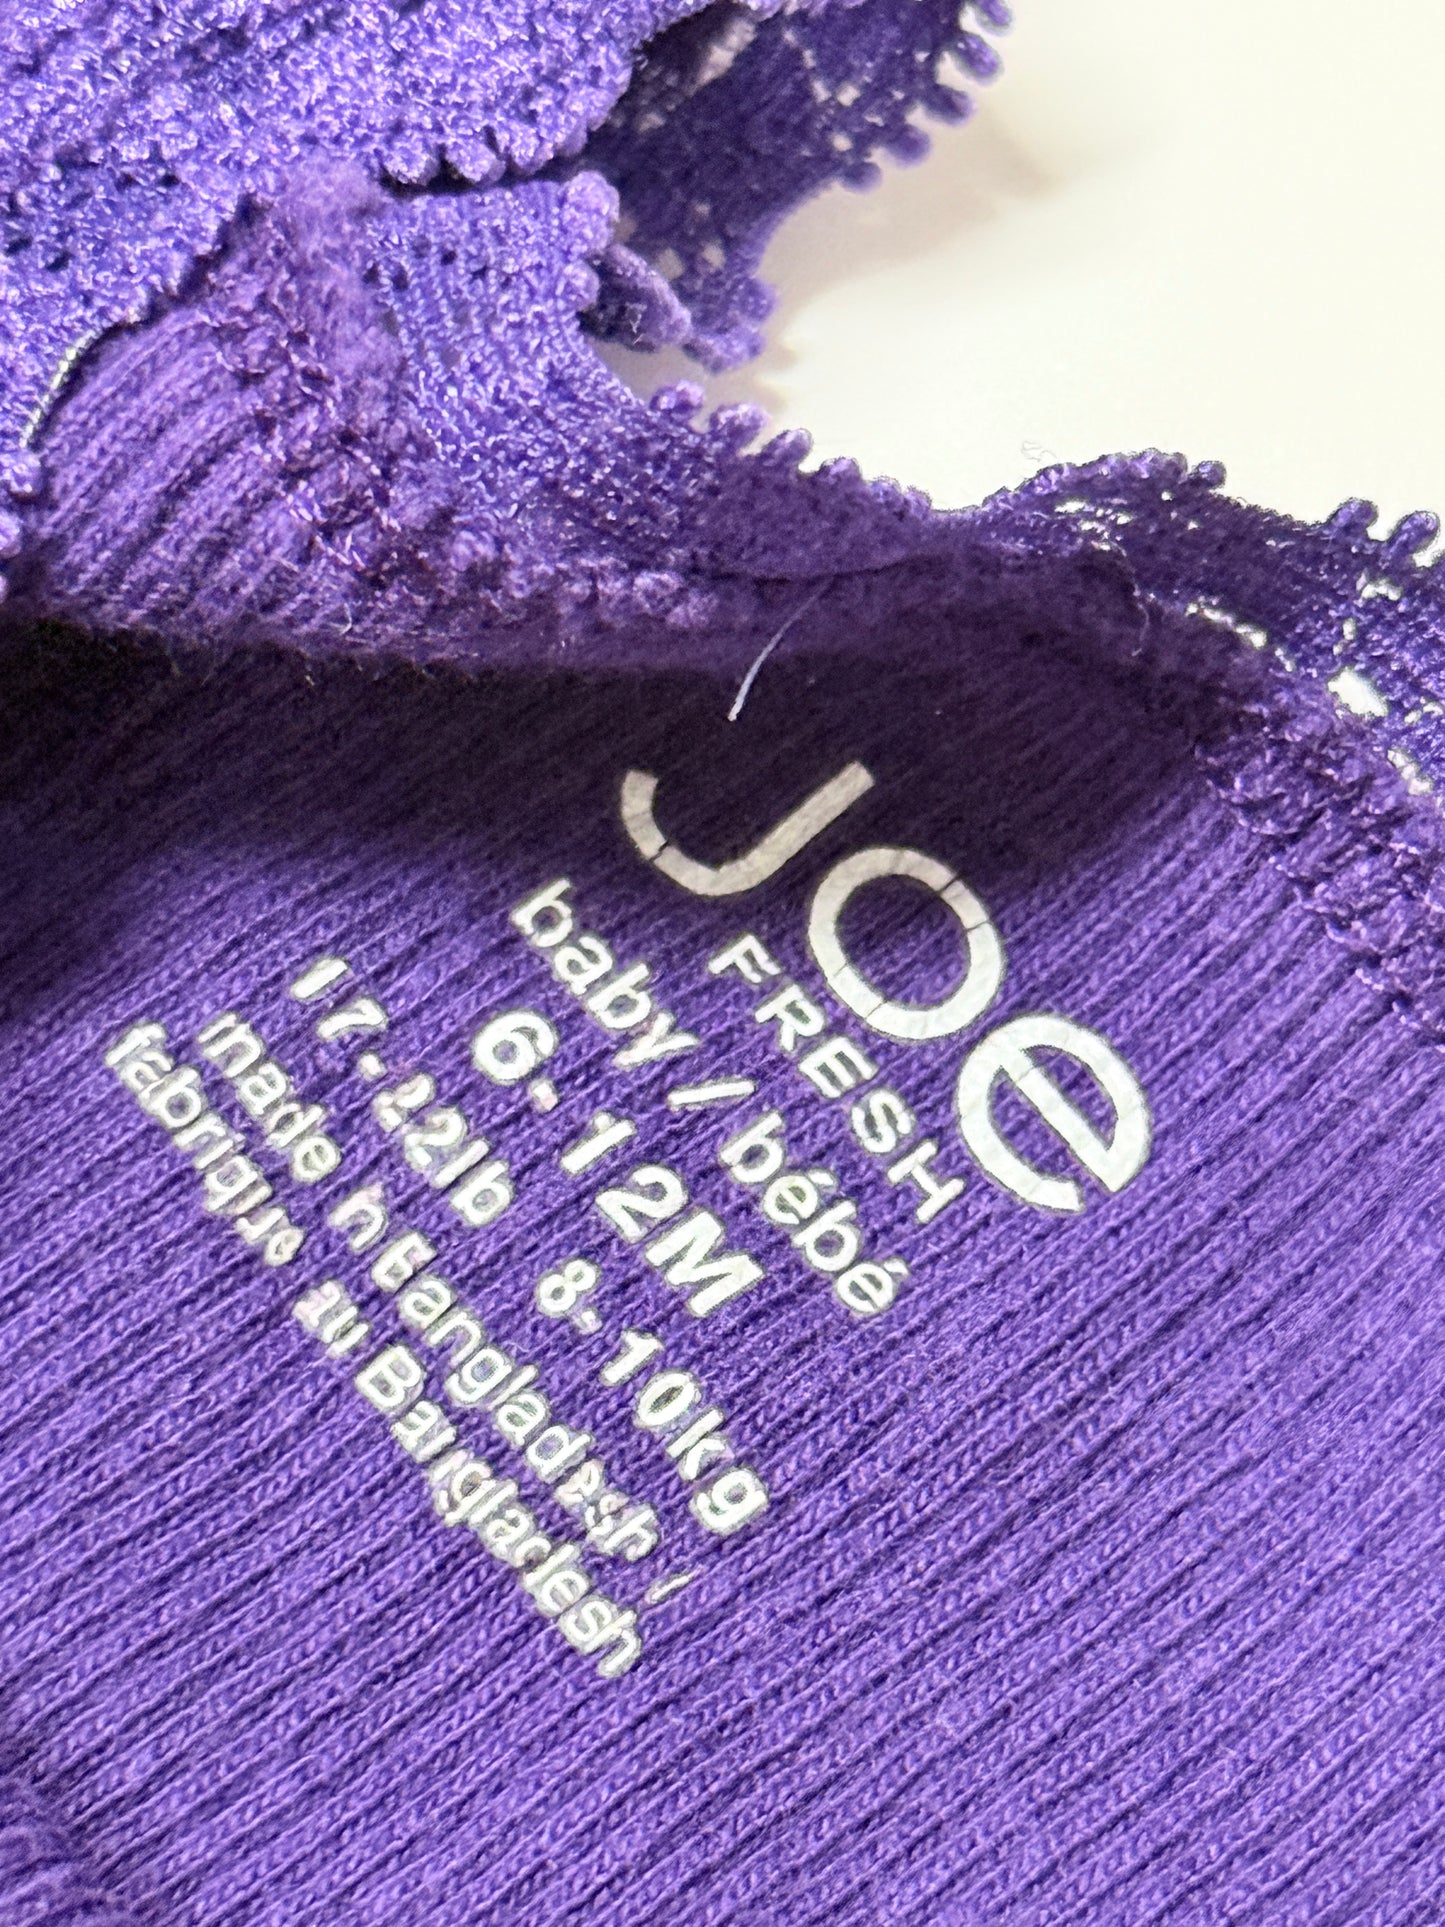 Joe
FRESH
baby / bébé
6-12M
17-22lb 8-10kg
made in Bangladesh /
fabriqué au Bangladesh